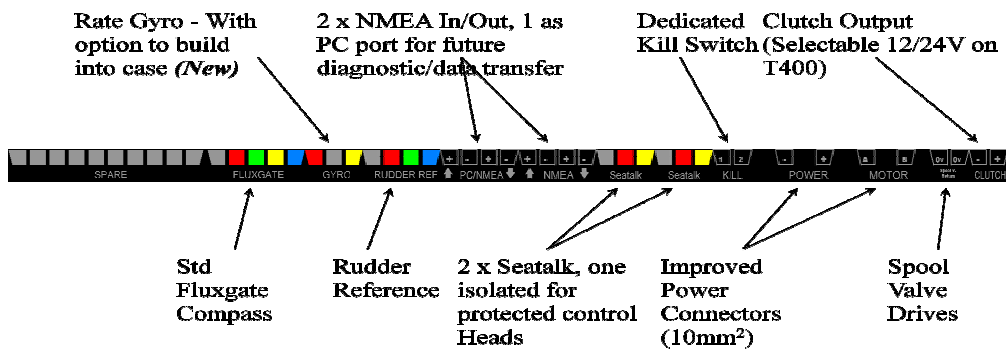 Rate Gyro - With
option to build
into case (New)
2 x NMEA In/Out, 1 as
PC port for future
diagnostic/data transfer
Dedicated
Kill Switch
Clutch Output
(Selectable 12/24V on
T400)
+ - + - + - + - 1 2 - + A B 0v 0v - +
SPARE FLUXGATE GYRO RUDDER REF PC/NMEA NMEA Seatalk Seatalk KILL POWER MOTOR CLUTCH
Std
Fluxgate
Compass
Rudder
Reference
2 x Seatalk, one
isolated for
protected control
Heads
Improved
Power
Connectors
(10mm²)
Spool
Valve
Drives